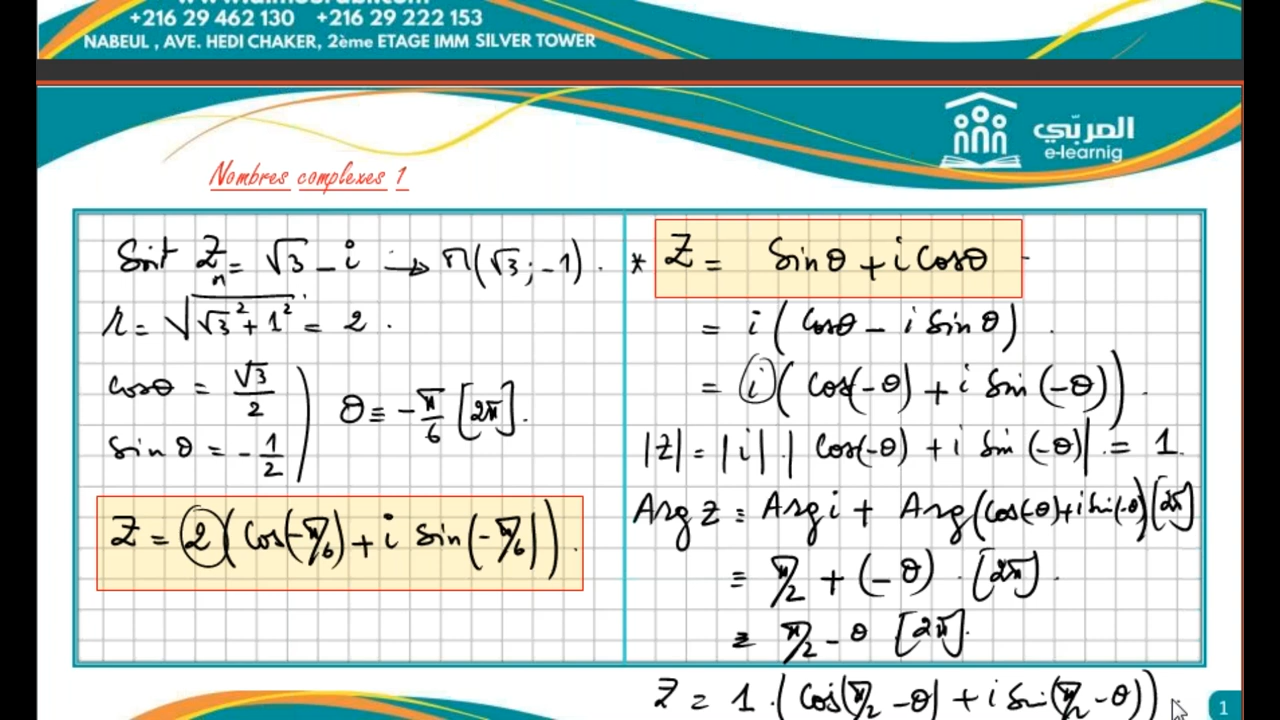 +216 29 462 130 +216 29 222 153
NABEUL , AVE. HEDI CHAKER, 2ème ETAGE IMM SILVER TOWER
المربّي
e-learnig
Nombres complexes 1
Soit Z = √3 - i → M(√3 ; -1) .
r = √(√3² + 1²) = 2 .
cosθ = √3/2
sinθ = -1/2
θ ≡ -π/6 [2π] .
Z = 2 (cos(-π/6) + i sin(-π/6)) .
* Z = Sinθ + i Cosθ
= i ( Cosθ - i Sinθ ) .
= i ( Cos(-θ) + i Sin (-θ) ) .
|Z| = |i| . | Cos(-θ) + i Sin (-θ) | = 1 .
Arg Z ≡ Arg i + Arg (Cos(-θ) + i Sin(-θ)) [2π]
≡ π/2 + (-θ) . [2π] .
≡ π/2 - θ [2π] .
Z = 1 . ( Cos(π/2 - θ) + i Sin(π/2 - θ) )
1